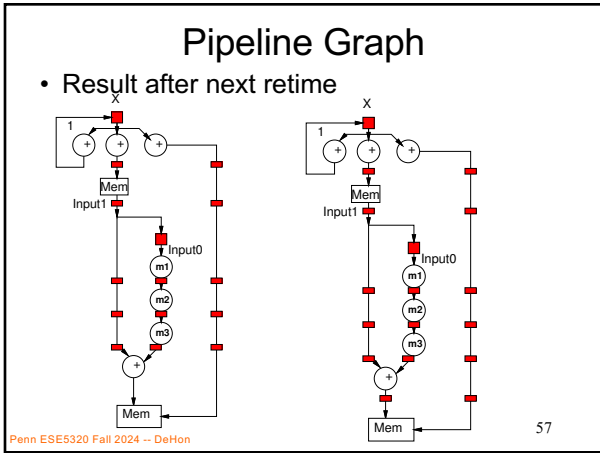 Pipeline Graph
• Result after next retime
X
1
+ + +
Mem
Input1
Input0
m1
m2
m3
+
Mem
X
1
+ + +
Mem
Input1
Input0
m1
m2
m3
+
Mem
Penn ESE5320 Fall 2024 -- DeHon
57